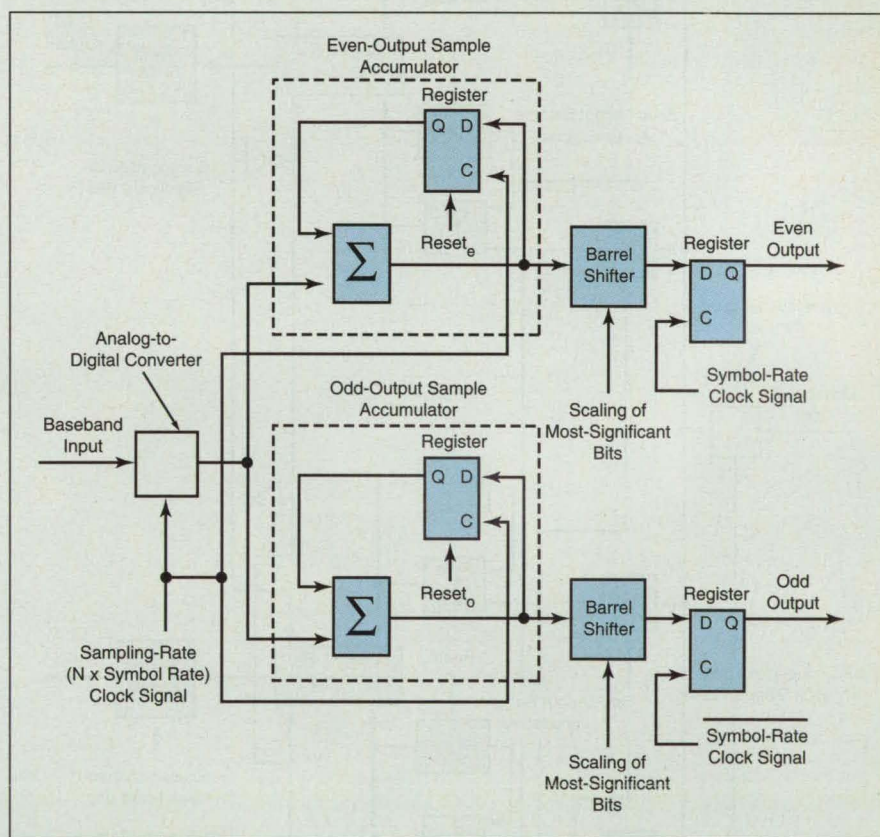 Even-Output Sample
Accumulator
Register
Q D
C
Reset_e
Σ
Barrel
Shifter
Register
D Q
C
Even
Output
Symbol-Rate
Clock Signal
Scaling of
Most-Significant
Bits
Analog-to-
Digital Converter
Baseband
Input
Sampling-Rate
(N x Symbol Rate)
Clock Signal
Odd-Output Sample
Accumulator
Register
Q D
C
Reset_o
Σ
Barrel
Shifter
Register
D Q
C
Odd
Output
Symbol-Rate
Clock Signal
Scaling of
Most-Significant
Bits